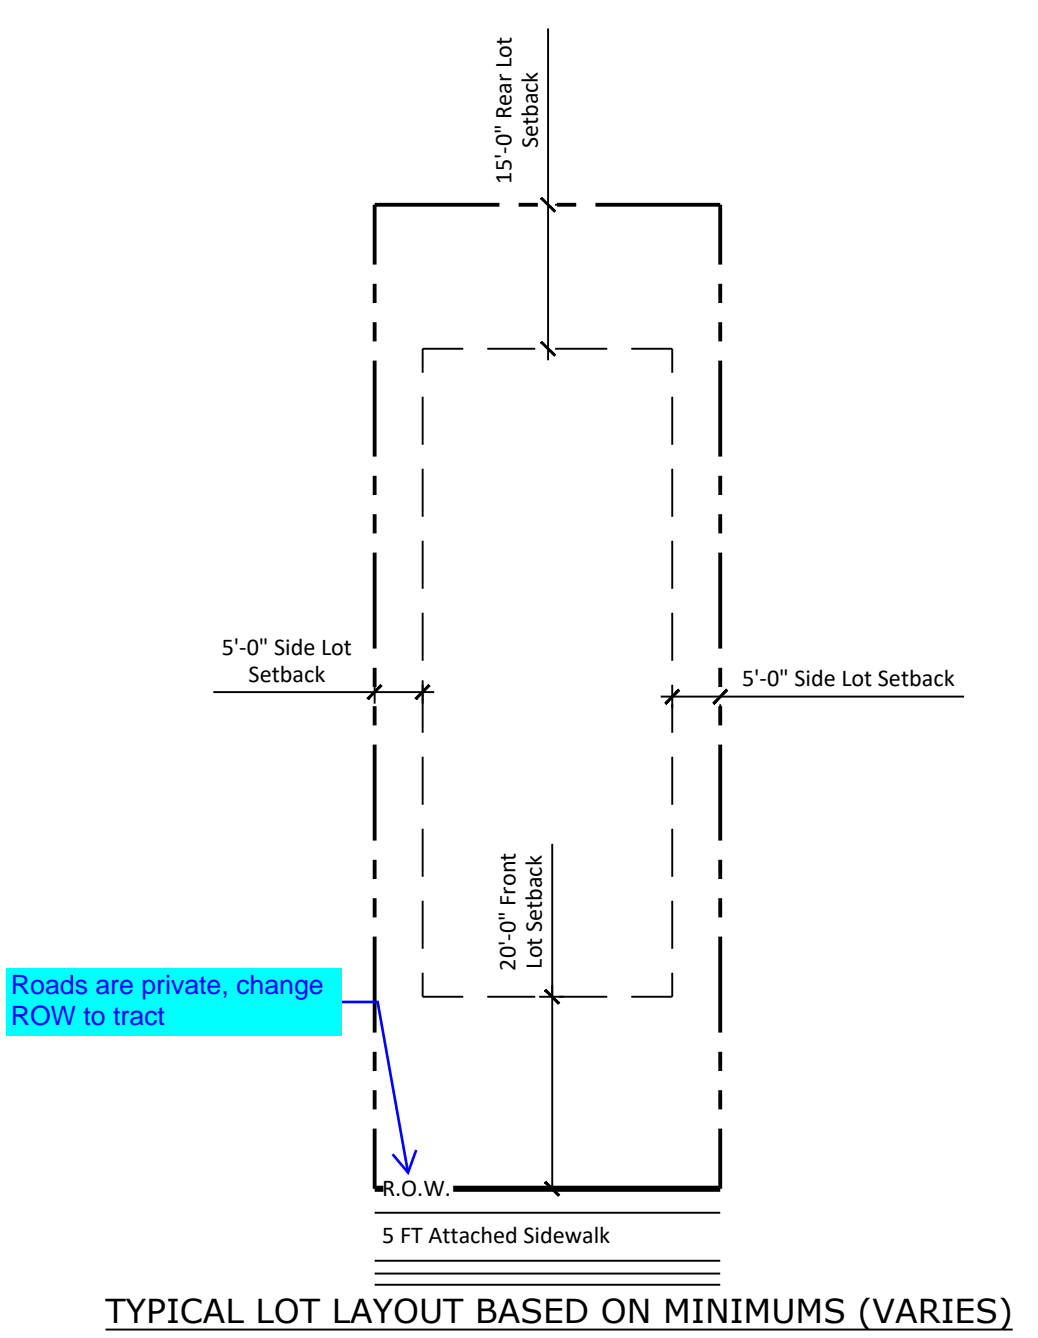 15'-0" Rear Lot
Setback
5'-0" Side Lot
Setback
5'-0" Side Lot Setback
20'-0" Front
Lot Setback
Roads are private, change
ROW to tract
R.O.W.
5 FT Attached Sidewalk
TYPICAL LOT LAYOUT BASED ON MINIMUMS (VARIES)